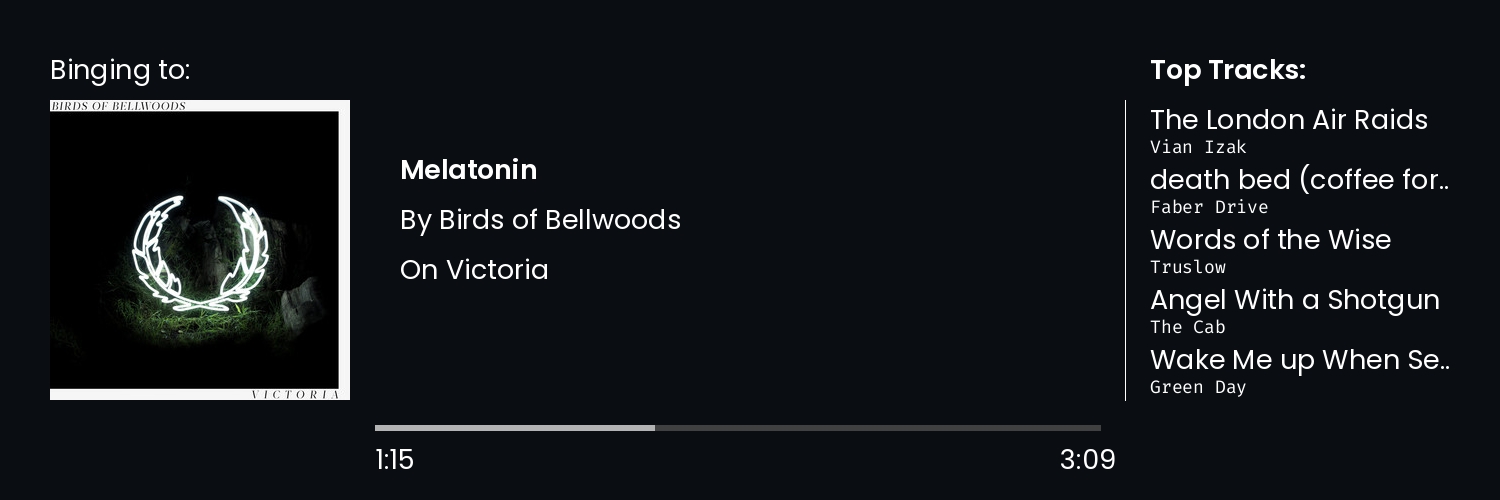 Binging to:
BIRDS OF BELLWOODS
VICTORIA
Melatonin
By Birds of Bellwoods
On Victoria
1:15
3:09
Top Tracks:
The London Air Raids
Vian Izak
death bed (coffee for..
Faber Drive
Words of the Wise
Truslow
Angel With a Shotgun
The Cab
Wake Me up When Se..
Green Day